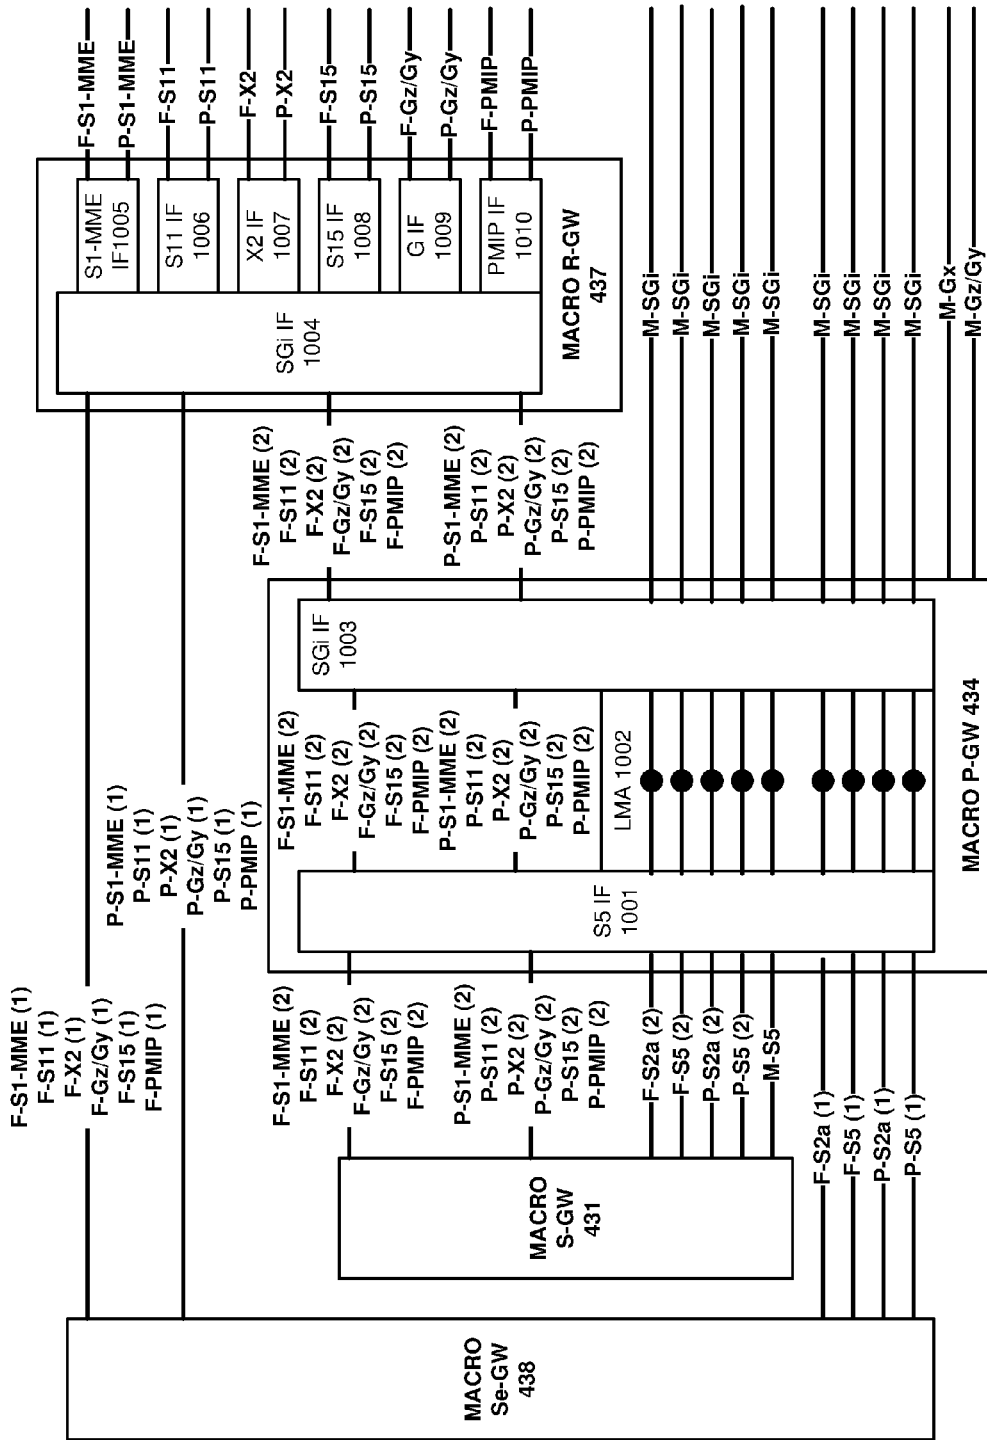 MACRO
Se-GW
438
F-S1-MME (1)
F-S11 (1)
F-X2 (1)
F-Gz/Gy (1)
F-S15 (1)
F-PMIP (1)
P-S1-MME (1)
P-S11 (1)
P-X2 (1)
P-Gz/Gy (1)
P-S15 (1)
P-PMIP (1)
MACRO
S-GW
431
F-S1-MME (2)
F-S11 (2)
F-X2 (2)
F-Gz/Gy (2)
F-S15 (2)
F-PMIP (2)
P-S1-MME (2)
P-S11 (2)
P-X2 (2)
P-Gz/Gy (2)
P-S15 (2)
P-PMIP (2)
F-S2a (2)
F-S5 (2)
P-S2a (2)
P-S5 (2)
M-S5
F-S2a (1)
F-S5 (1)
P-S2a (1)
P-S5 (1)
S5 IF
1001
F-S1-MME (2)
F-S11 (2)
F-X2 (2)
F-Gz/Gy (2)
F-S15 (2)
F-PMIP (2)
P-S1-MME (2)
P-S11 (2)
P-X2 (2)
P-Gz/Gy (2)
P-S15 (2)
P-PMIP (2)
LMA 1002
SGi IF
1003
MACRO P-GW 434
F-S1-MME (2)
F-S11 (2)
F-X2 (2)
F-Gz/Gy (2)
F-S15 (2)
F-PMIP (2)
P-S1-MME (2)
P-S11 (2)
P-X2 (2)
P-Gz/Gy (2)
P-S15 (2)
P-PMIP (2)
SGi IF
1004
S1-MME
IF1005
S11 IF
1006
X2 IF
1007
S15 IF
1008
G IF
1009
PMIP IF
1010
MACRO R-GW
437
F-S1-MME
P-S1-MME
F-S11
P-S11
F-X2
P-X2
F-S15
P-S15
F-Gz/Gy
P-Gz/Gy
F-PMIP
P-PMIP
M-SGi
M-SGi
M-SGi
M-SGi
M-SGi
M-SGi
M-SGi
M-SGi
M-SGi
M-Gx
M-Gz/Gy